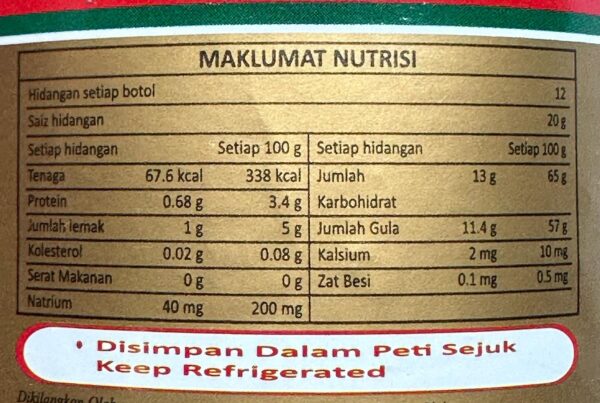 MAKLUMAT NUTRISI
Hidangan setiap botol 12
Saiz hidangan 20 g
Setiap hidangan Setiap 100 g Setiap hidangan Setiap 100 g
Tenaga 67.6 kcal 338 kcal Jumlah 13 g 65 g
Protein 0.68 g 3.4 g Karbohidrat
Jumlah lemak 1 g 5 g Jumlah Gula 11.4 g 57 g
Kolesterol 0.02 g 0.08 g Kalsium 2 mg 10 mg
Serat Makanan 0 g 0 g Zat Besi 0.1 mg 0.5 mg
Natrium 40 mg 200 mg
• Disimpan Dalam Peti Sejuk
Keep Refrigerated
Dikilangkan Oleh